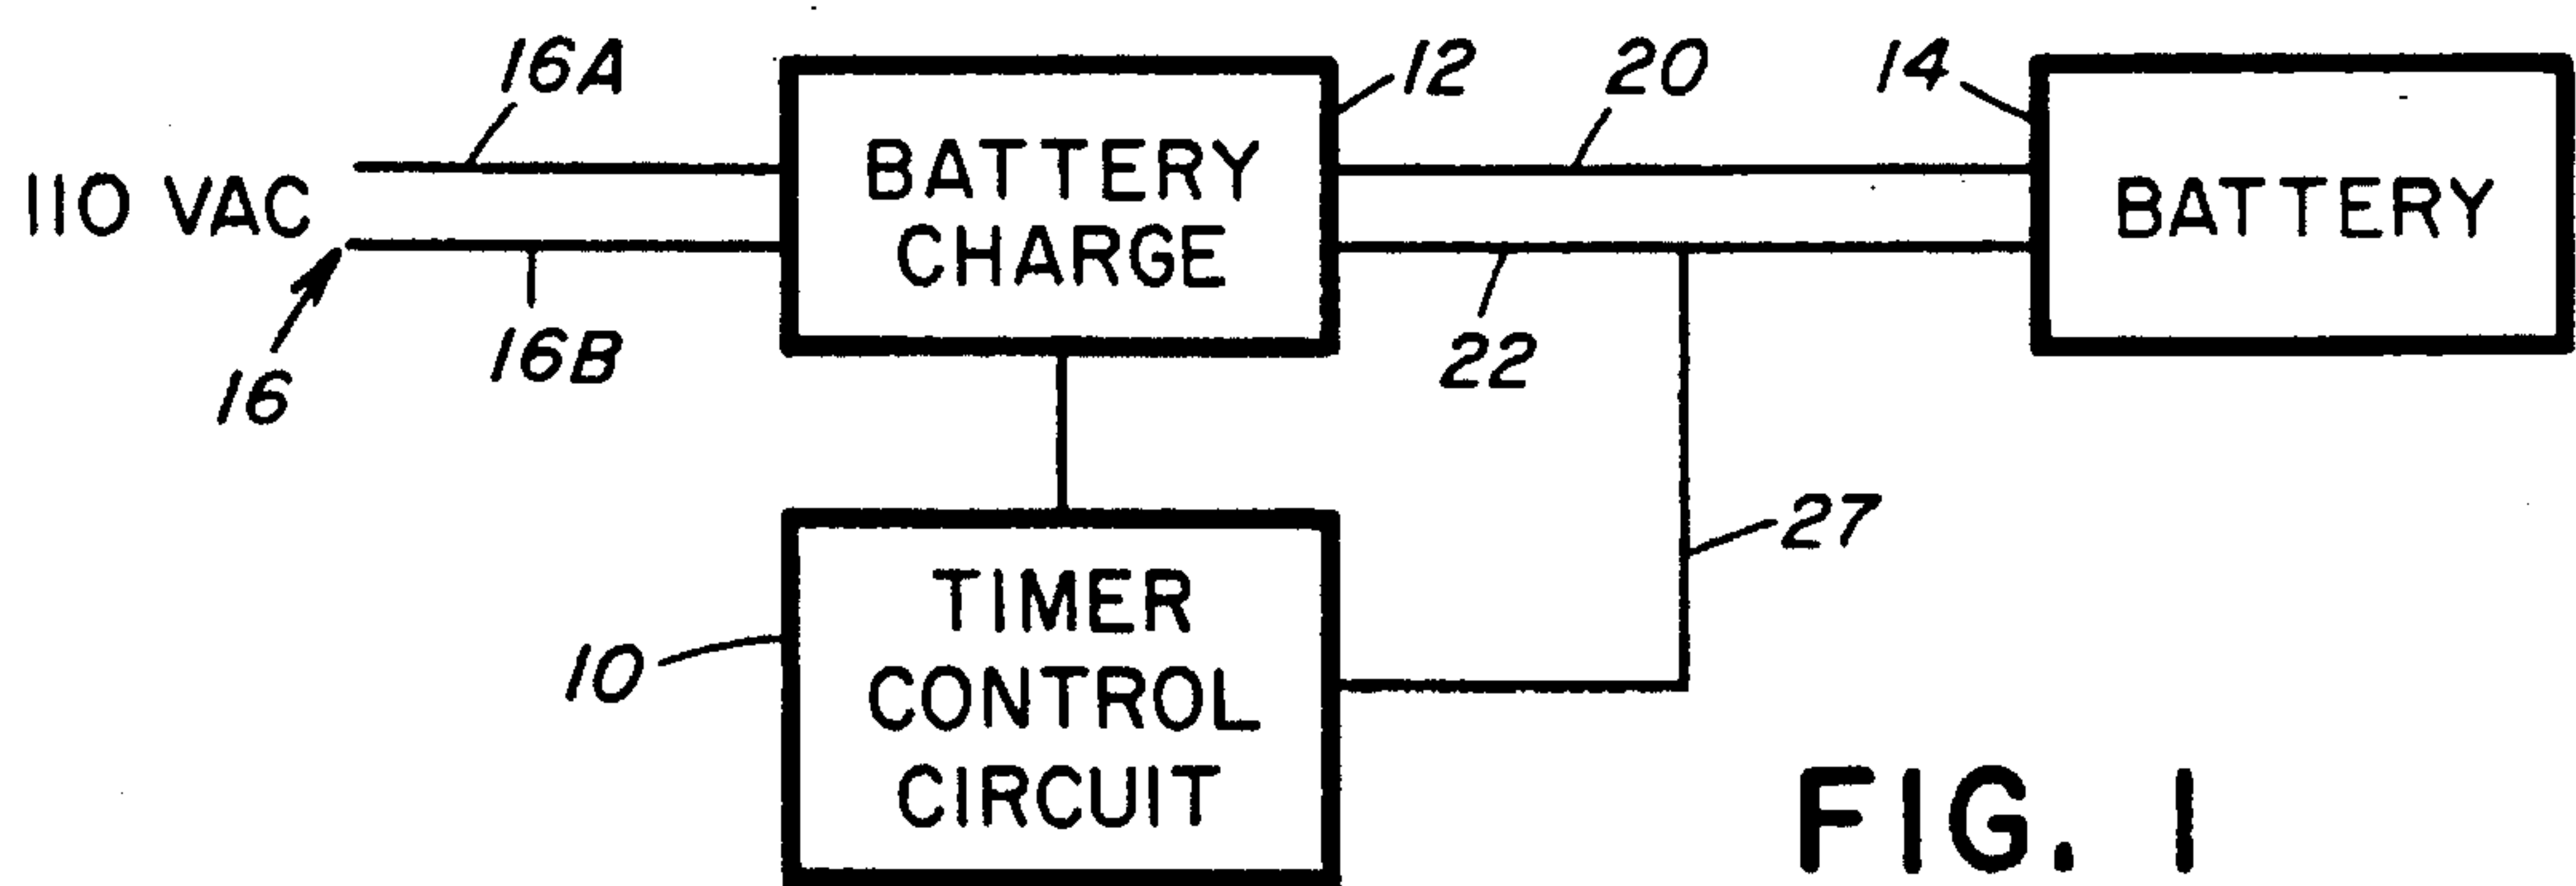 16A
12
20
14
110 VAC
BATTERY
CHARGE
BATTERY
16
16B
22
27
10
TIMER
CONTROL
CIRCUIT
FIG. 1